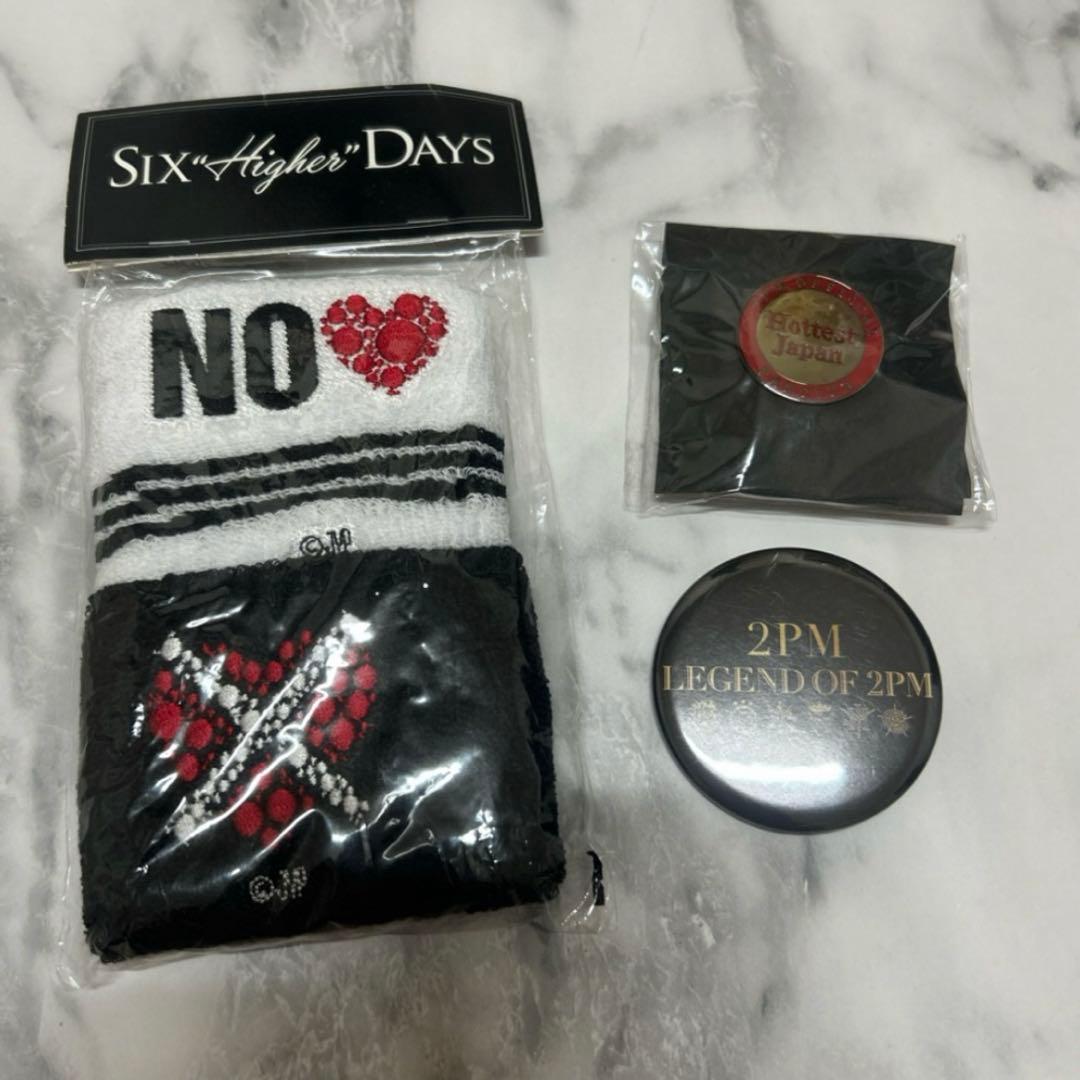 SIX “Higher” DAYS
NO
Hottest
Japan
2PM
LEGEND OF 2PM